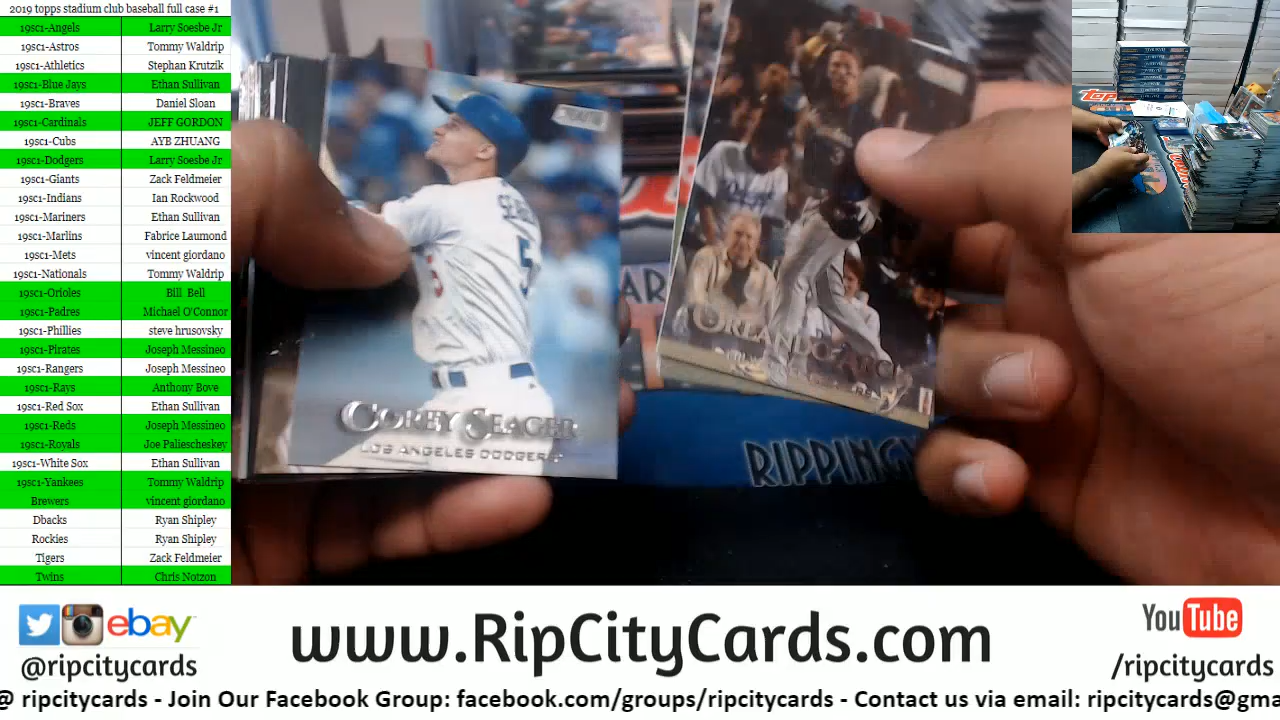 2019 topps stadium club baseball full case #1
19sc1-Angels Larry Soesbe Jr
19sc1-Astros Tommy Waldrip
19sc1-Athletics Stephan Krutzik
19sc1-Blue Jays Ethan Sullivan
19sc1-Braves Daniel Sloan
19sc1-Cardinals JEFF GORDON
19sc1-Cubs AYB ZHUANG
19sc1-Dodgers Larry Soesbe Jr
19sc1-Giants Zack Feldmeier
19sc1-Indians Ian Rockwood
19sc1-Mariners Ethan Sullivan
19sc1-Marlins Fabrice Laumond
19sc1-Mets vincent giordano
19sc1-Nationals Tommy Waldrip
19sc1-Orioles Bill Bell
19sc1-Padres Michael O'Connor
19sc1-Phillies steve hrusovsky
19sc1-Pirates Joseph Messineo
19sc1-Rangers Joseph Messineo
19sc1-Rays Anthony Bove
19sc1-Red Sox Ethan Sullivan
19sc1-Reds Joseph Messineo
19sc1-Royals Joe Paliescheskey
19sc1-White Sox Ethan Sullivan
19sc1-Yankees Tommy Waldrip
Brewers vincent giordano
Dbacks Ryan Shipley
Rockies Ryan Shipley
Tigers Zack Feldmeier
Twins Chris Notzon
5
COREY SEAGER
LOS ANGELES DODGERS
3
ORLANDO ARCIA
RIPPING
ebay
@ripcitycards
www.RipCityCards.com
YouTube
/ripcitycards
@ ripcitycards - Join Our Facebook Group: facebook.com/groups/ripcitycards - Contact us via email: ripcitycards@gma